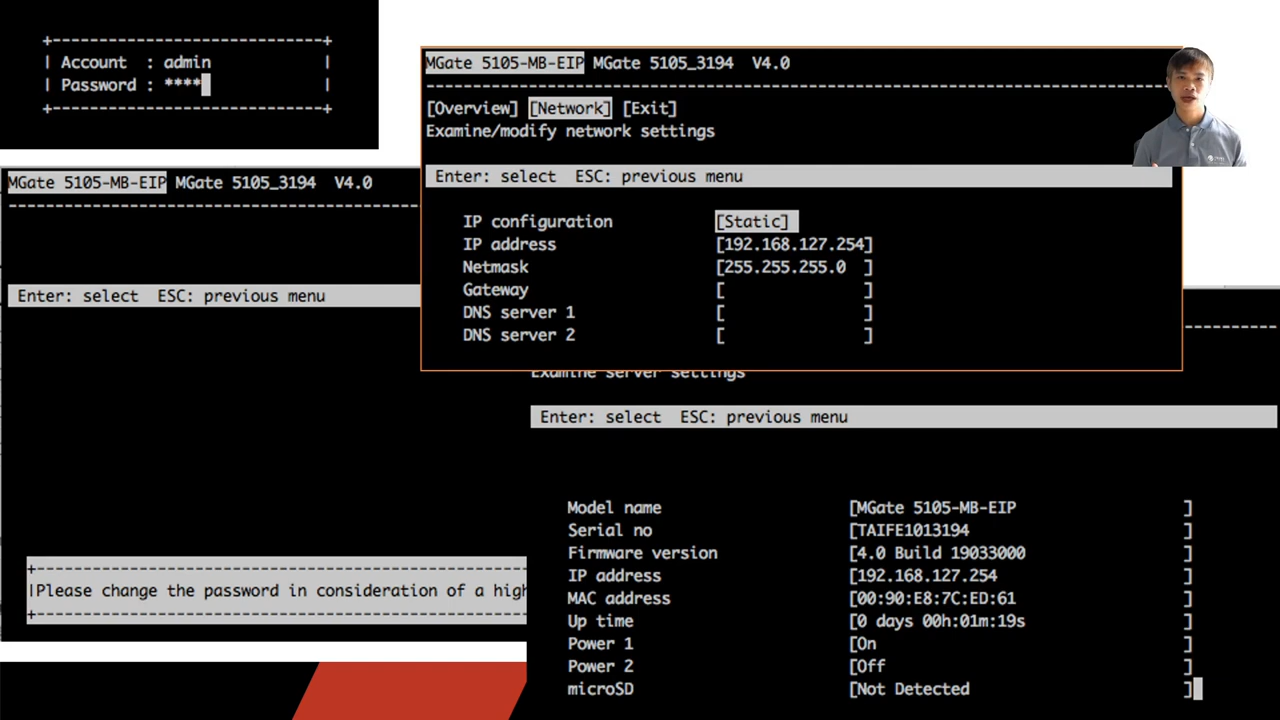 Account : admin
Password : ****
MGate 5105-MB-EIP MGate 5105_3194 V4.0
Enter: select ESC: previous menu
Please change the password in consideration of a hig
MGate 5105-MB-EIP MGate 5105_3194 V4.0
[Overview] [Network] [Exit]
Examine/modify network settings
Enter: select ESC: previous menu
IP configuration [Static]
IP address [192.168.127.254]
Netmask [255.255.255.0 ]
Gateway [ ]
DNS server 1 [ ]
DNS server 2 [ ]
Examine server settings
Enter: select ESC: previous menu
Model name [MGate 5105-MB-EIP ]
Serial no [TAIFE1013194 ]
Firmware version [4.0 Build 19033000 ]
IP address [192.168.127.254 ]
MAC address [00:90:E8:7C:ED:61 ]
Up time [0 days 00h:01m:19s ]
Power 1 [On ]
Power 2 [Off ]
microSD [Not Detected ]